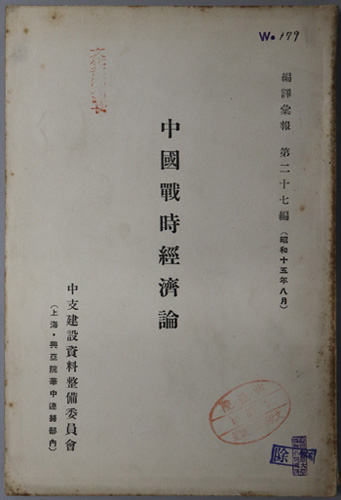 W. 179
編譯彙報 第二十七編 (昭和十五年八月)
中國戰時經濟論
中支建設資料整備委員會
(上海・興亞院華中連絡部內)
除